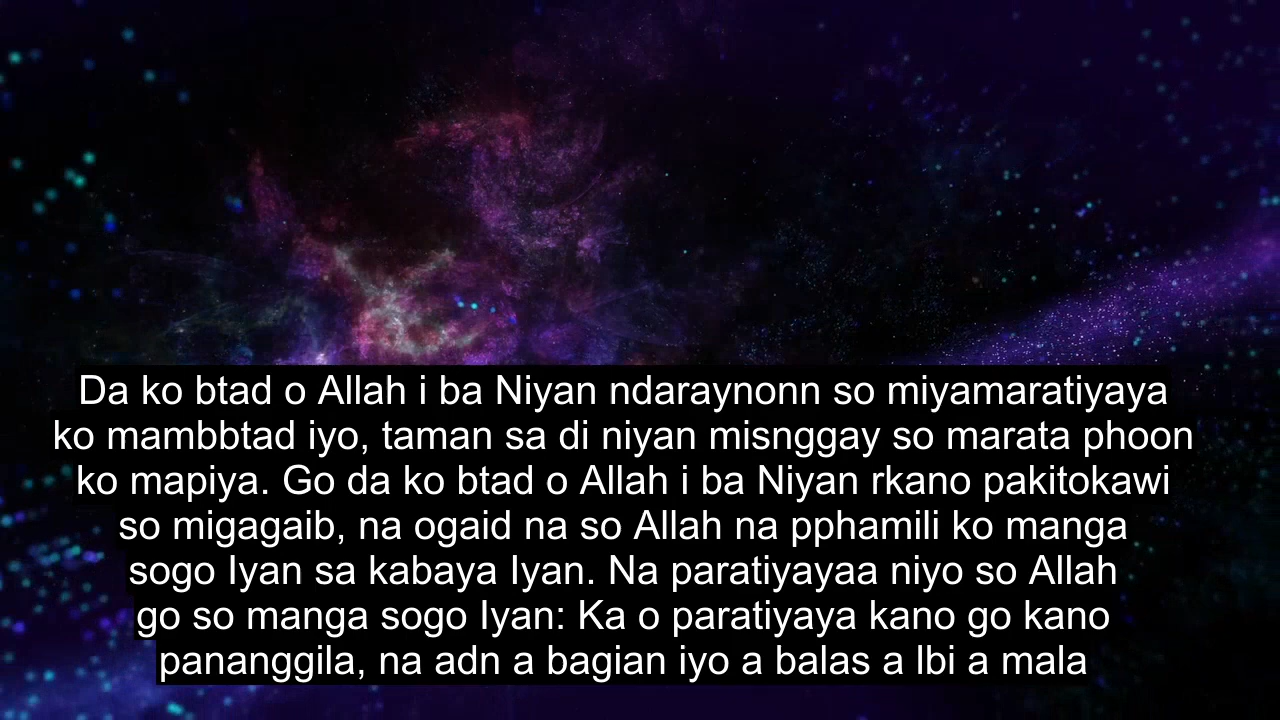 Da ko btad o Allah i ba Niyan ndaraynonn so miyamaratiyaya
ko mambbtad iyo, taman sa di niyan misnggay so marata phoon
ko mapiya. Go da ko btad o Allah i ba Niyan rkano pakitokawi
so migagaib, na ogaid na so Allah na pphamili ko manga
sogo Iyan sa kabaya Iyan. Na paratiyayaa niyo so Allah
go so manga sogo Iyan: Ka o paratiyaya kano go kano
pananggila, na adn a bagian iyo a balas a lbi a mala